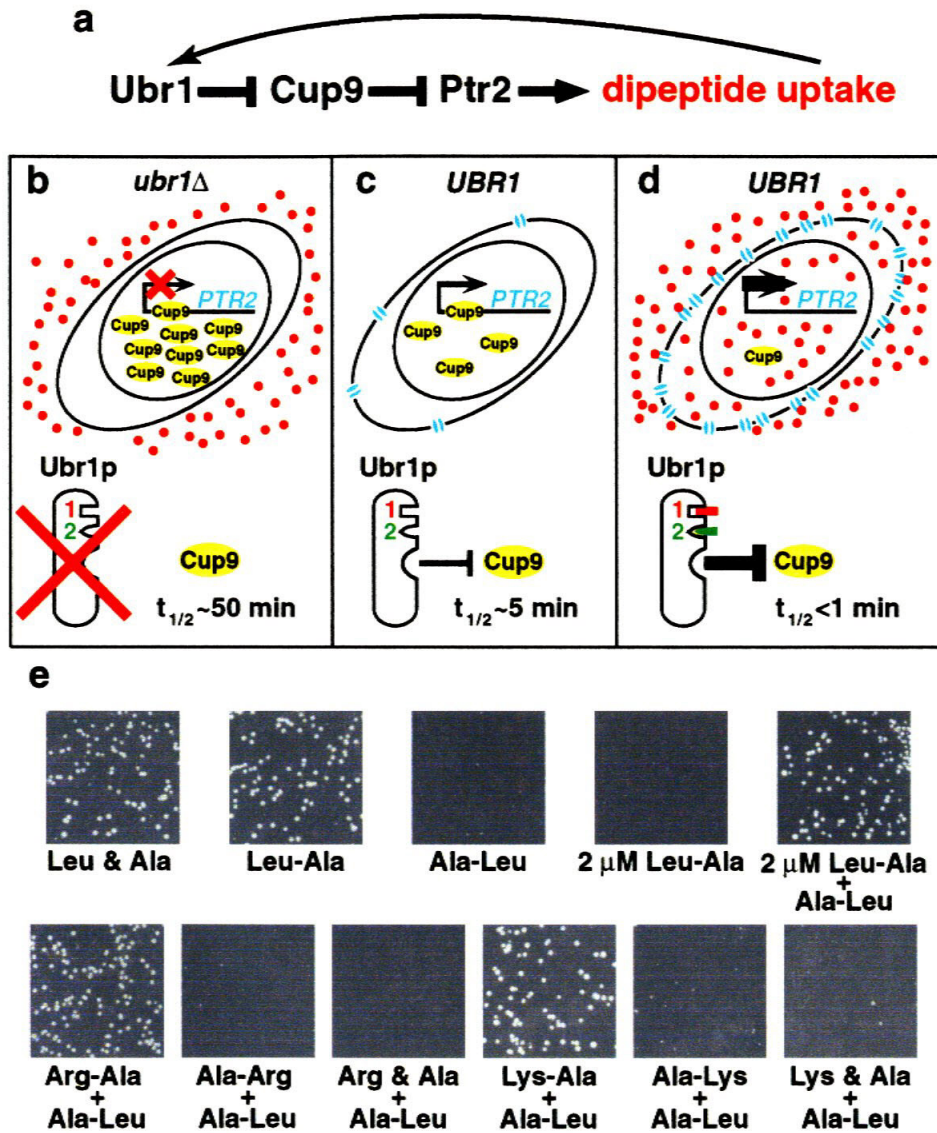 a
Ubr1 Cup9 Ptr2 dipeptide uptake
b ubr1Δ
PTR2
Cup9
Cup9 Cup9
Cup9
Cup9 Cup9 Cup9
Cup9 Cup9
Ubr1p
1
2
Cup9
t1/2~50 min
c UBR1
PTR2
Cup9
Cup9 Cup9
Cup9
Ubr1p
1
2
Cup9
t1/2~5 min
d UBR1
PTR2
Cup9
Ubr1p
1
2
Cup9
t1/2<1 min
e
Leu & Ala
Leu-Ala
Ala-Leu
2 μM Leu-Ala
2 μM Leu-Ala
+
Ala-Leu
Arg-Ala
+
Ala-Leu
Ala-Arg
+
Ala-Leu
Arg & Ala
+
Ala-Leu
Lys-Ala
+
Ala-Leu
Ala-Lys
+
Ala-Leu
Lys & Ala
+
Ala-Leu